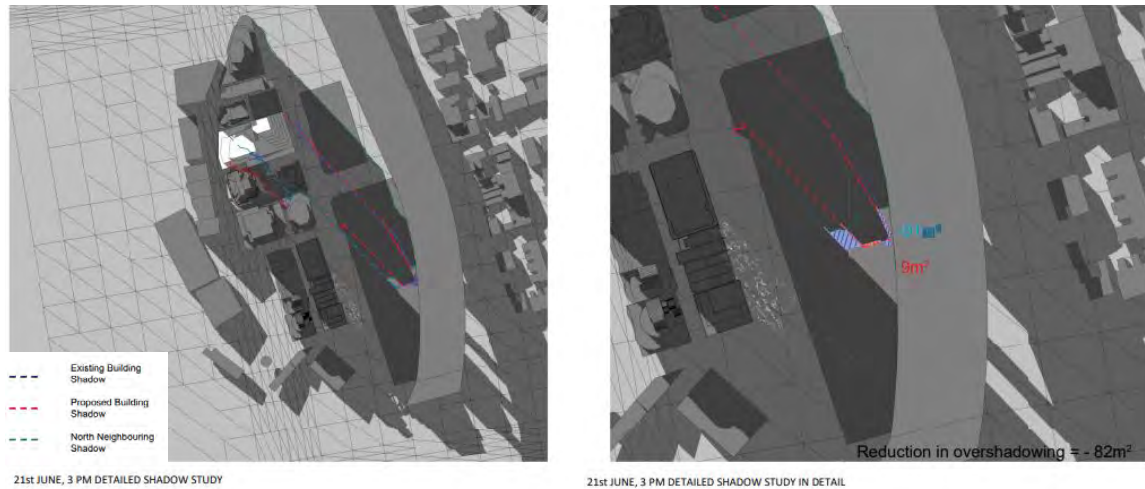 Existing Building
Shadow
Proposed Building
Shadow
North Neighbouring
Shadow
21st JUNE, 3 PM DETAILED SHADOW STUDY
9m²
Reduction in overshadowing = - 82m²
21st JUNE, 3 PM DETAILED SHADOW STUDY IN DETAIL